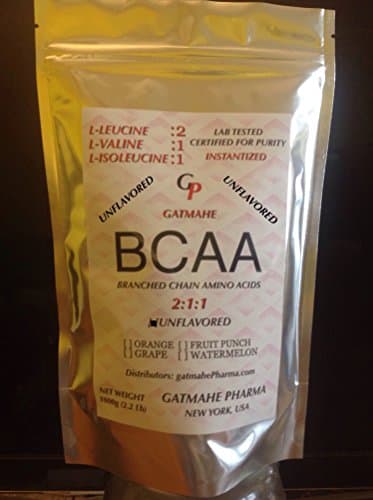 L-LEUCINE :2
L-VALINE :1
L-ISOLEUCINE :1
LAB TESTED
CERTIFIED FOR PURITY
INSTANTIZED
UNFLAVORED
GP
UNFLAVORED
GATMAHE
BCAA
BRANCHED CHAIN AMINO ACIDS
2:1:1
UNFLAVORED
[ ] ORANGE [ ] FRUIT PUNCH
[ ] GRAPE [ ] WATERMELON
Distributors: gatmahePharma.com
NET WEIGHT
1000g (2.2 Lb)
GATMAHE PHARMA
NEW YORK, USA